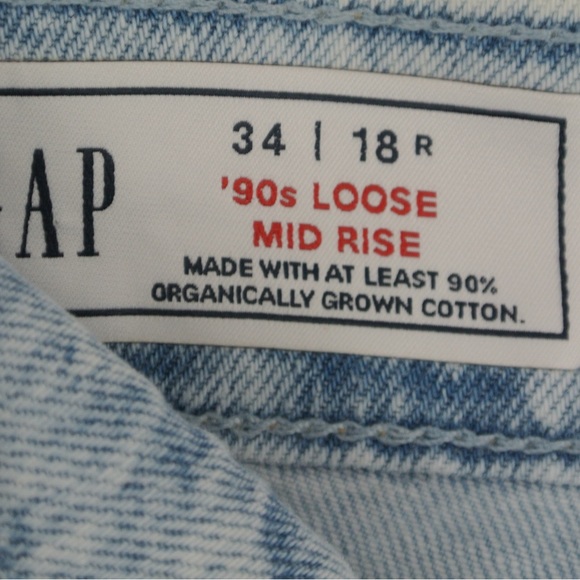 AP
34 | 18 R
'90s LOOSE
MID RISE
MADE WITH AT LEAST 90%
ORGANICALLY GROWN COTTON.